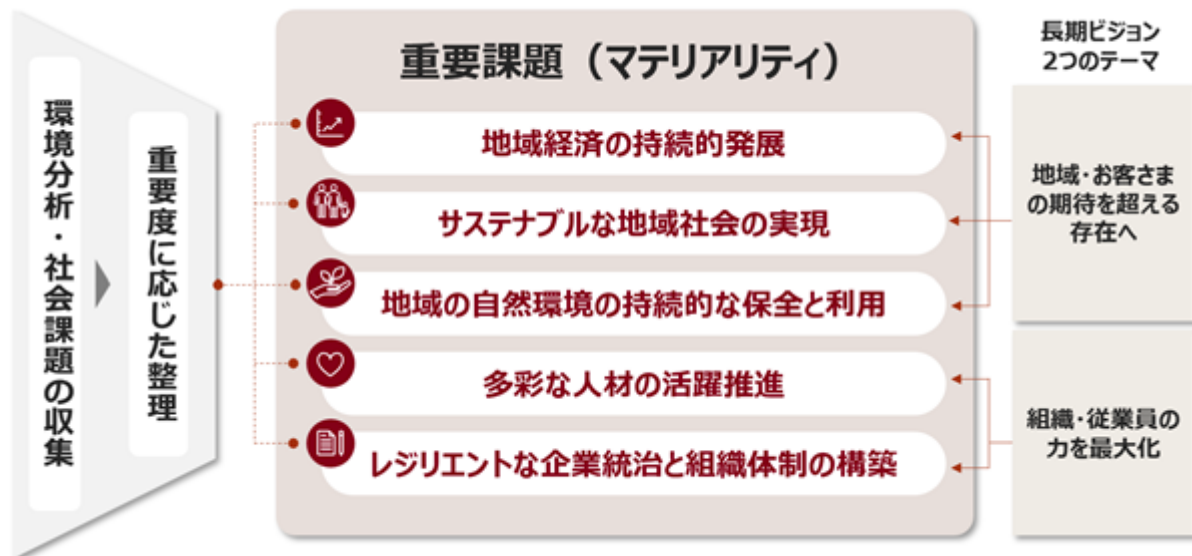 環境分析・社会課題の収集
重要度に応じた整理
重要課題（マテリアリティ）
地域経済の持続的発展
サステナブルな地域社会の実現
地域の自然環境の持続的な保全と利用
多彩な人材の活躍推進
レジリエントな企業統治と組織体制の構築
長期ビジョン
2つのテーマ
地域・お客さま
の期待を超える
存在へ
組織・従業員の
力を最大化